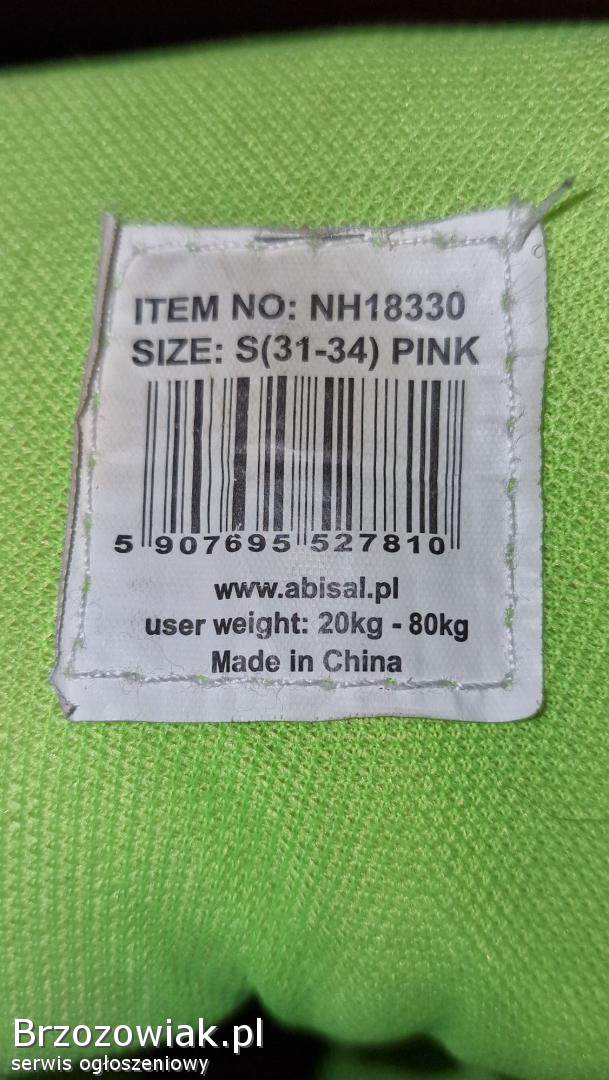 ITEM NO: NH18330
SIZE: S(31-34) PINK
5 907695 527810
www.abisal.pl
user weight: 20kg - 80kg
Made in China
Brzozowiak.pl
serwis ogłoszeniowy